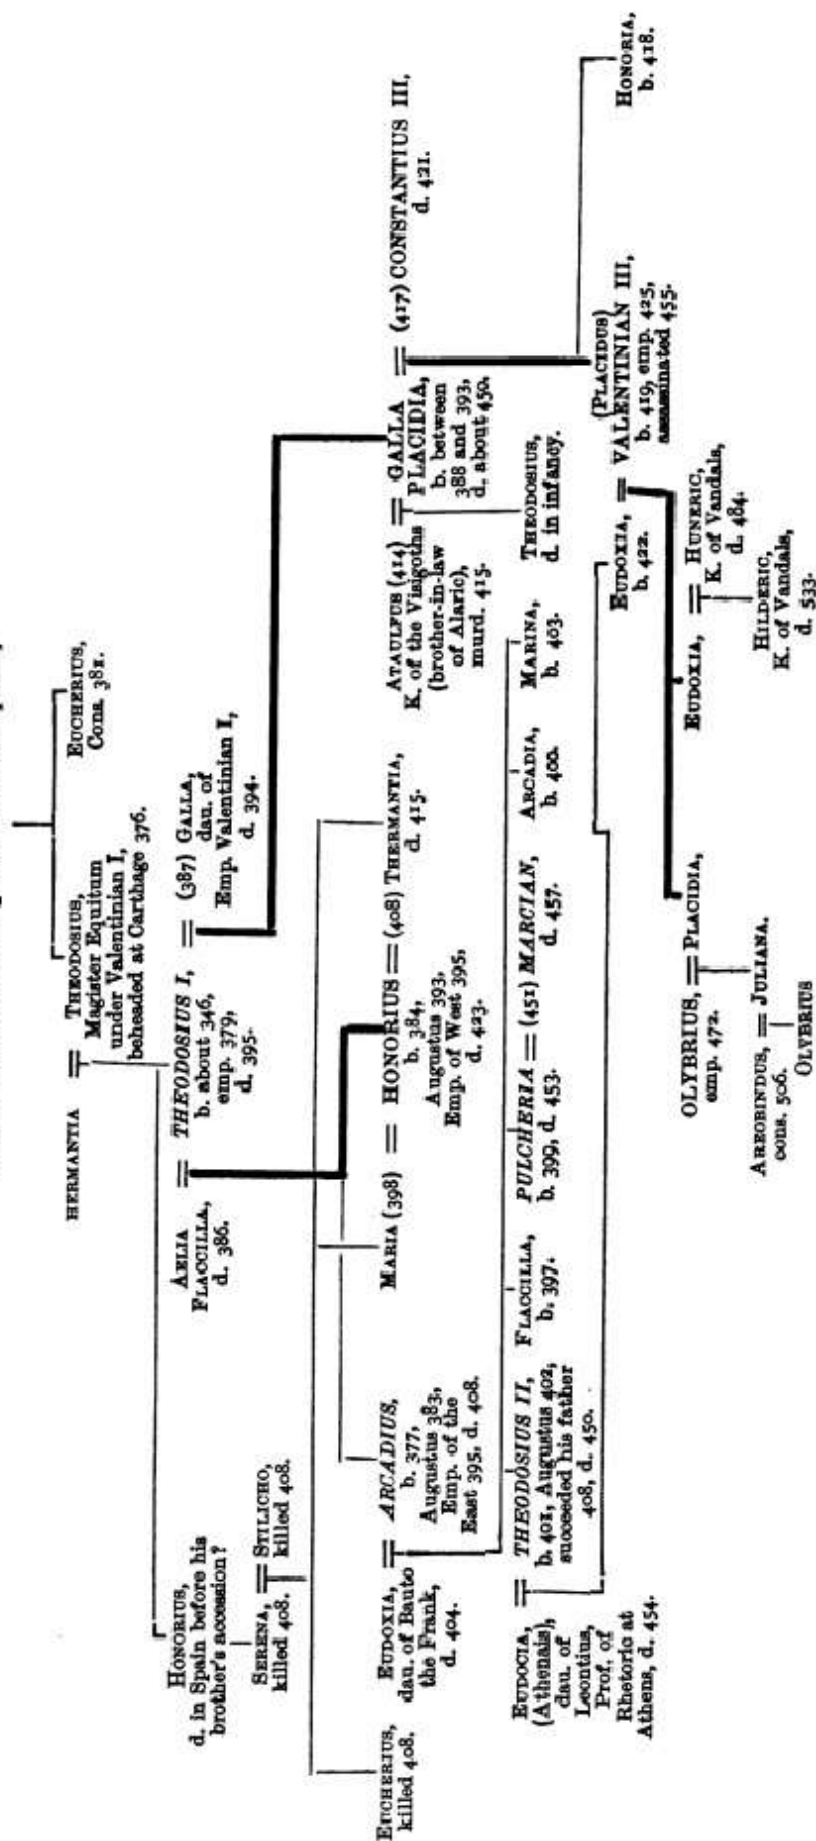 HERMANTIA = THEODOSIUS,
Magister Equitum
under Valentinian I,
beheaded at Carthage 376.
EUCHERIUS,
Cons. 381.
HONORIUS,
d. in Spain before his
brother's accession?
AELIA
FLACCILLA,
d. 386.
= THEODOSIUS I,
b. about 346,
emp. 379,
d. 395.
= (387) GALLA,
dau. of
Emp. Valentinian I,
d. 394.
SERENA, = STILICHO,
killed 408. killed 408.
EUCHERIUS,
killed 408.
EUDOXIA,
dau. of Bauto
the Frank,
d. 404.
= ARCADIUS,
b. 377,
Augustus 383,
Emp. of the
East 395, d. 408.
MARIA (398) = HONORIUS = (408) THERMANTIA,
b. 384,
Augustus 393,
Emp. of West 395,
d. 423.
d. 415.
ATAULFUS (414)
K. of the Visigoths
(brother-in-law
of Alaric),
murd. 415.
= GALLA
PLACIDIA,
b. between
388 and 393,
d. about 450,
= (417) CONSTANTIUS III,
d. 421.
EUDOCIA,
(Athenais),
dau. of
Leontius,
Prof. of
Rhetoric at
Athens, d. 454.
= THEODOSIUS II,
b. 401, Augustus 402,
succeeded his father
408, d. 450.
FLACCILLA,
b. 397.
PULCHERIA = (451) MARCIAN,
b. 399, d. 453. d. 457.
ARCADIA,
b. 400.
MARINA,
b. 403.
THEODOSIUS,
d. in infancy.
EUDOXIA,
b. 422.
= (PLACIDUS)
VALENTINIAN III,
b. 419, emp. 425,
assassinated 455.
HONORIA,
b. 418.
OLYBRIUS, = PLACIDIA,
emp. 472.
EUDOXIA, = HUNERIC,
K. of Vandals,
d. 484.
AREOBINDUS, = JULIANA.
cons. 506.
HILDERIC,
K. of Vandals,
d. 533.
OLYBRIUS